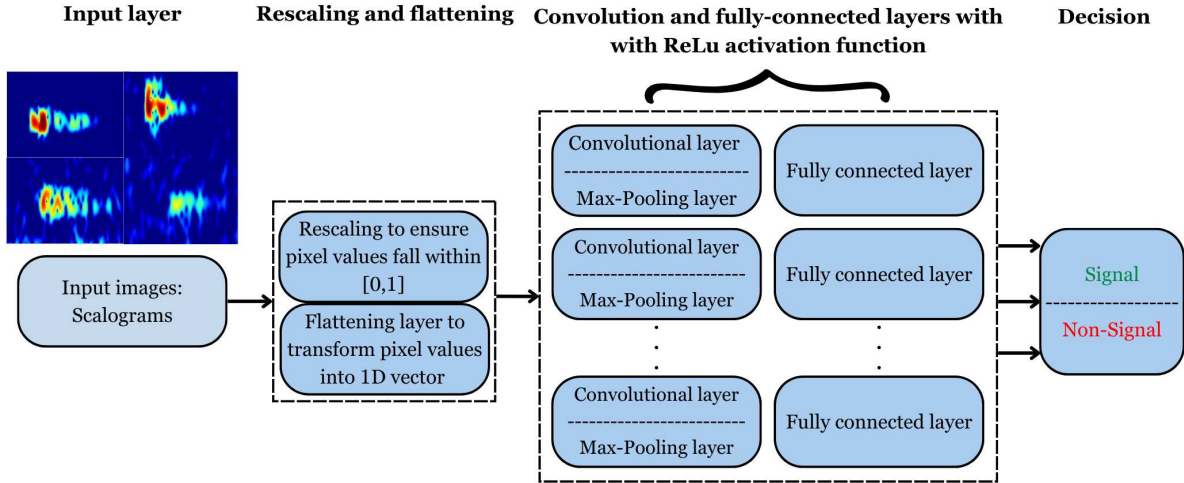 Input layer
Rescaling and flattening
Convolution and fully-connected layers with
with ReLu activation function
Decision
Input images:
Scalograms
Rescaling to ensure
pixel values fall within
[0,1]
Flattening layer to
transform pixel values
into 1D vector
Convolutional layer
Max-Pooling layer
Fully connected layer
Convolutional layer
Max-Pooling layer
Fully connected layer
Convolutional layer
Max-Pooling layer
Fully connected layer
Signal
Non-Signal